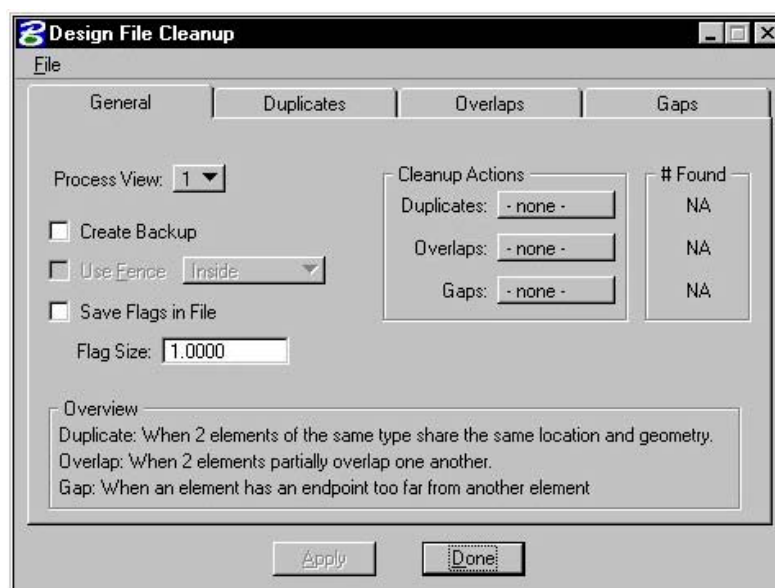 Design File Cleanup
File
General Duplicates Overlaps Gaps
Process View: 1
Create Backup
Use Fence Inside
Save Flags in File
Flag Size: 1.0000
Cleanup Actions # Found
Duplicates: - none - NA
Overlaps: - none - NA
Gaps: - none - NA
Overview
Duplicate: When 2 elements of the same type share the same location and geometry.
Overlap: When 2 elements partially overlap one another.
Gap: When an element has an endpoint too far from another element
Apply Done